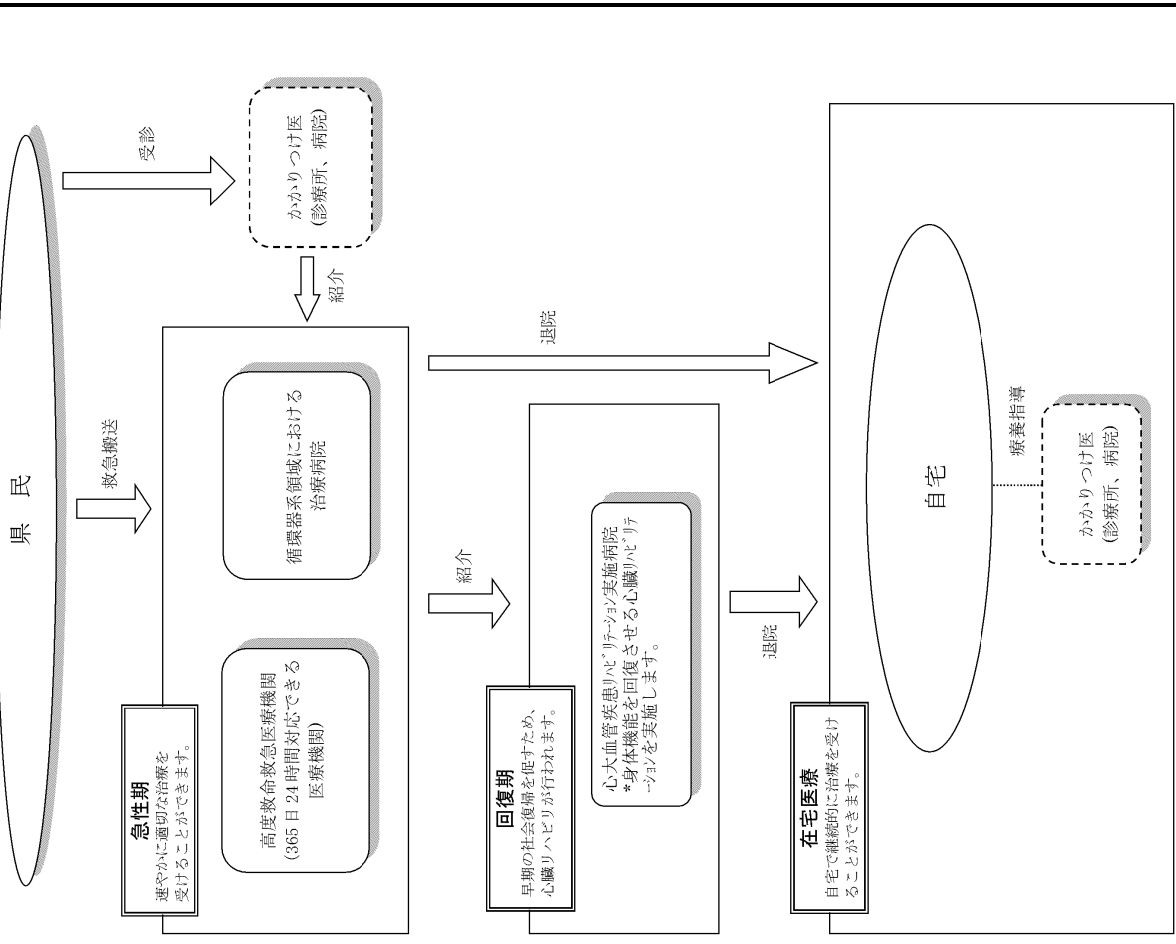 県　民
救急搬送
受診
かかりつけ医
(診療所、病院)
紹介
急性期
速やかに適切な治療を
受けることができます。
高度救命救急医療機関
(365日24時間対応できる
医療機関)
循環器系領域における
治療病院
紹介
退院
回復期
早期の社会復帰を促すため、
心臓リハビリが行われます。
心大血管疾患ﾘﾊﾋﾞﾘﾃｰｼｮﾝ実施病院
*身体機能を回復させる心臓ﾘﾊﾋﾞﾘﾃ
ｰｼｮﾝを実施します。
退院
在宅医療
自宅で継続的に治療を受け
ることができます。
自宅
療養指導
かかりつけ医
(診療所、病院)